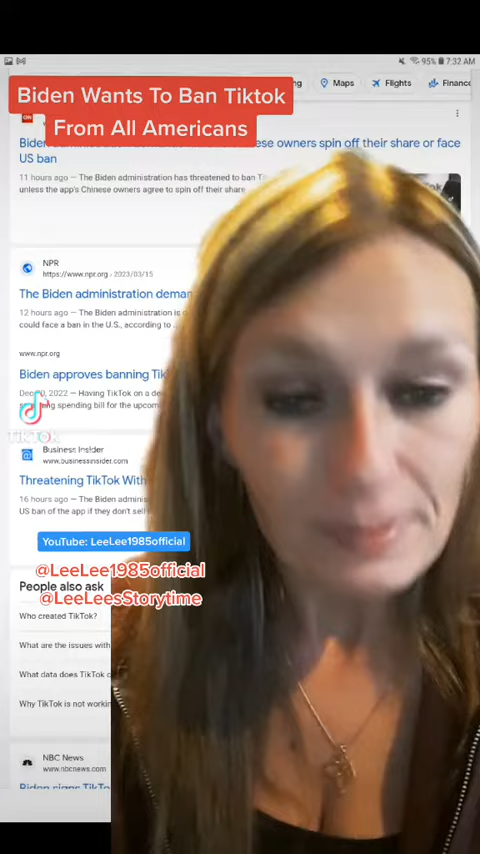 95% 7:32 AM
ng Maps Flights Finance
Biden Wants To Ban Tiktok
From All Americans
CNN
ese owners spin off their share or face
US ban
11 hours ago — The Biden administration has threatened to ban
unless the app's Chinese owners agree to spin off their share
NPR
https://www.npr.org › 2023/03/15
The Biden administration deman
12 hours ago — The Biden administration is
could face a ban in the U.S., according to ...
www.npr.org
Biden approves banning Tik
2022 — Having TikTok on a de
spending bill for the upcom
TIKTOK
Business Insider
www.businessinsider.com
Threatening TikTok With
16 hours ago — The Biden adminis
US ban of the app if they don't sell
YouTube: LeeLee1985official
@LeeLee1985official
People also ask
@LeeLeesStorytime
Who created TikTok?
What are the issues with
What data does TikTok c
Why TikTok is not workin
NBC News
www.nbcnews.com
Biden signs TikTo